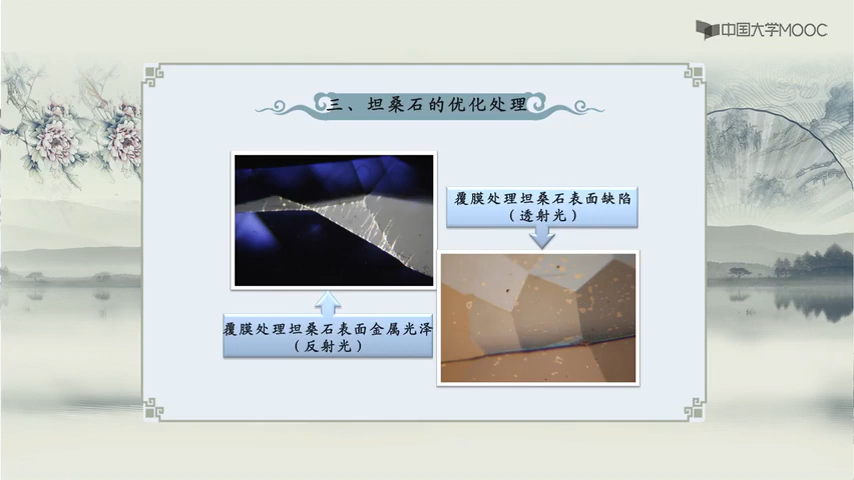 中国大学MOOC
三、坦桑石的优化处理
覆膜处理坦桑石表面缺陷
（透射光）
覆膜处理坦桑石表面金属光泽
（反射光）